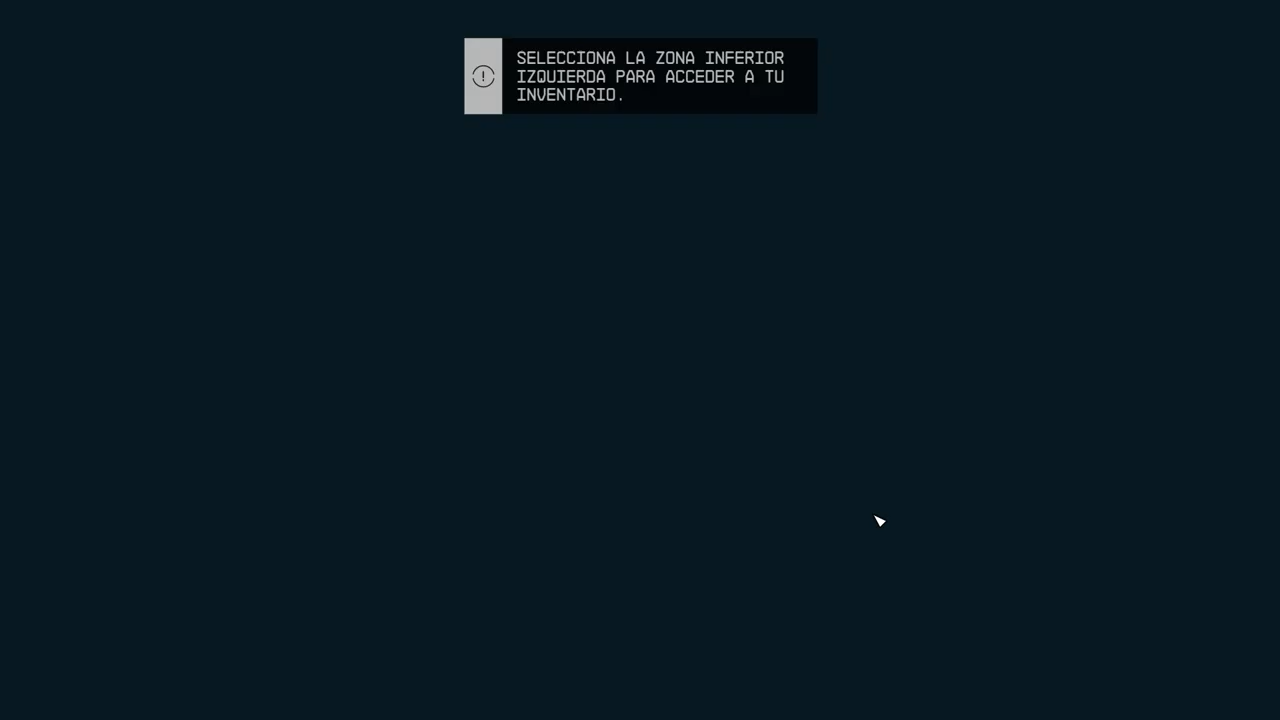 SELECCIONA LA ZONA INFERIOR
IZQUIERDA PARA ACCEDER A TU
INVENTARIO.